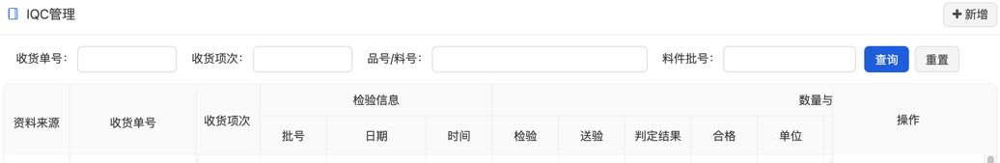 IQC管理
新增
收货单号: 收货项次: 品号/料号: 料件批号: 查询 重置
资料来源 收货单号 收货项次 检验信息 数量与 操作
批号 日期 时间 检验 送验 判定结果 合格 单位